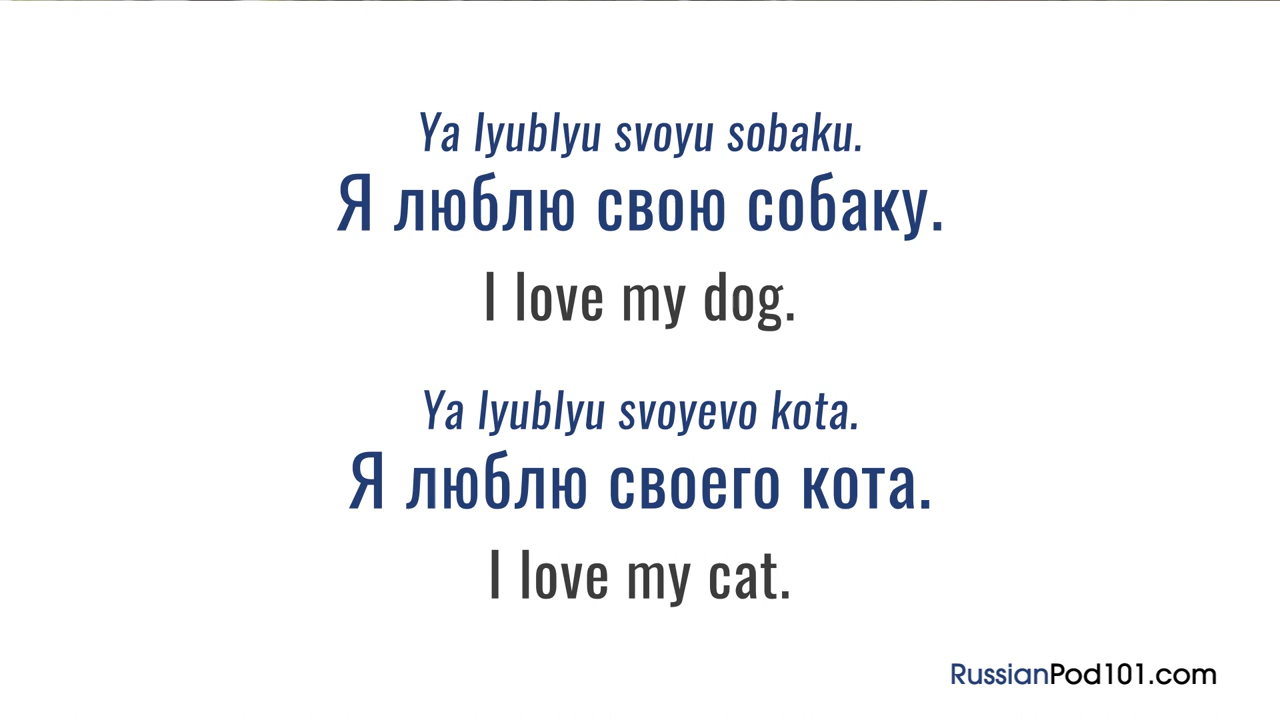 Ya lyublyu svoyu sobaku.
Я люблю свою собаку.
I love my dog.
Ya lyublyu svoyevo kota.
Я люблю своего кота.
I love my cat.
RussianPod101.com